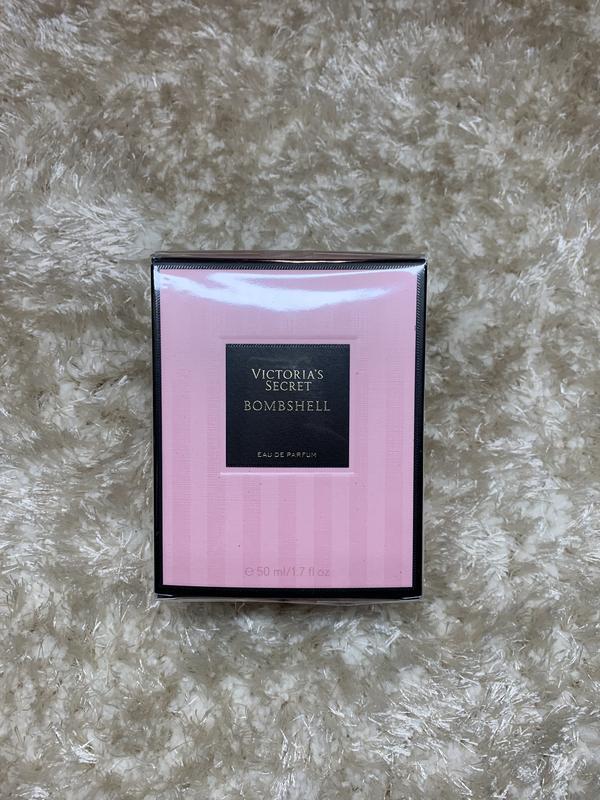 VICTORIA'S
SECRET
BOMBSHELL
EAU DE PARFUM
℮ 50 ml/1.7 fl oz